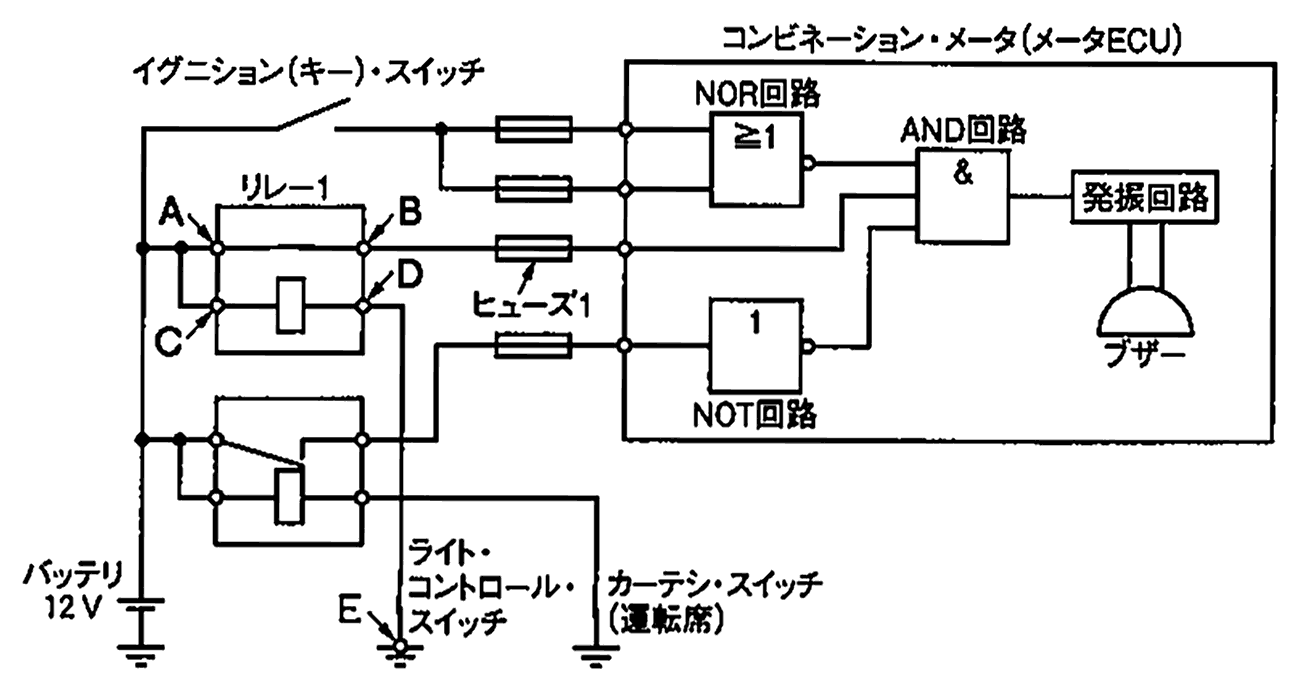 コンビネーション・メータ(メータECU)
イグニション(キー)・スイッチ
NOR回路
≧1
AND回路
&
発振回路
リレー1
A
B
C
D
ヒューズ1
1
NOT回路
ブザー
バッテリ
12V
ライト・
コントロール・
スイッチ
E
カーテシ・スイッチ
(運転席)